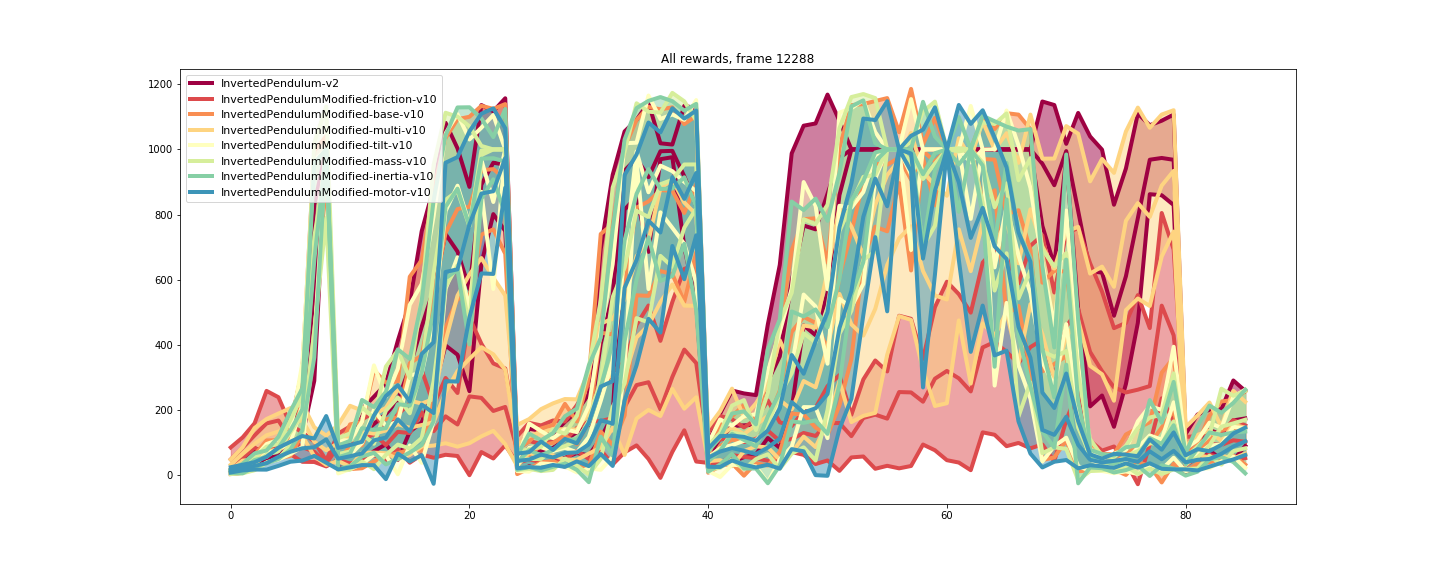 All rewards, frame 12288
1200
1000
800
600
400
200
0
InvertedPendulum-v2
InvertedPendulumModified-friction-v10
InvertedPendulumModified-base-v10
InvertedPendulumModified-multi-v10
InvertedPendulumModified-tilt-v10
InvertedPendulumModified-mass-v10
InvertedPendulumModified-inertia-v10
InvertedPendulumModified-motor-v10
0 20 40 60 80